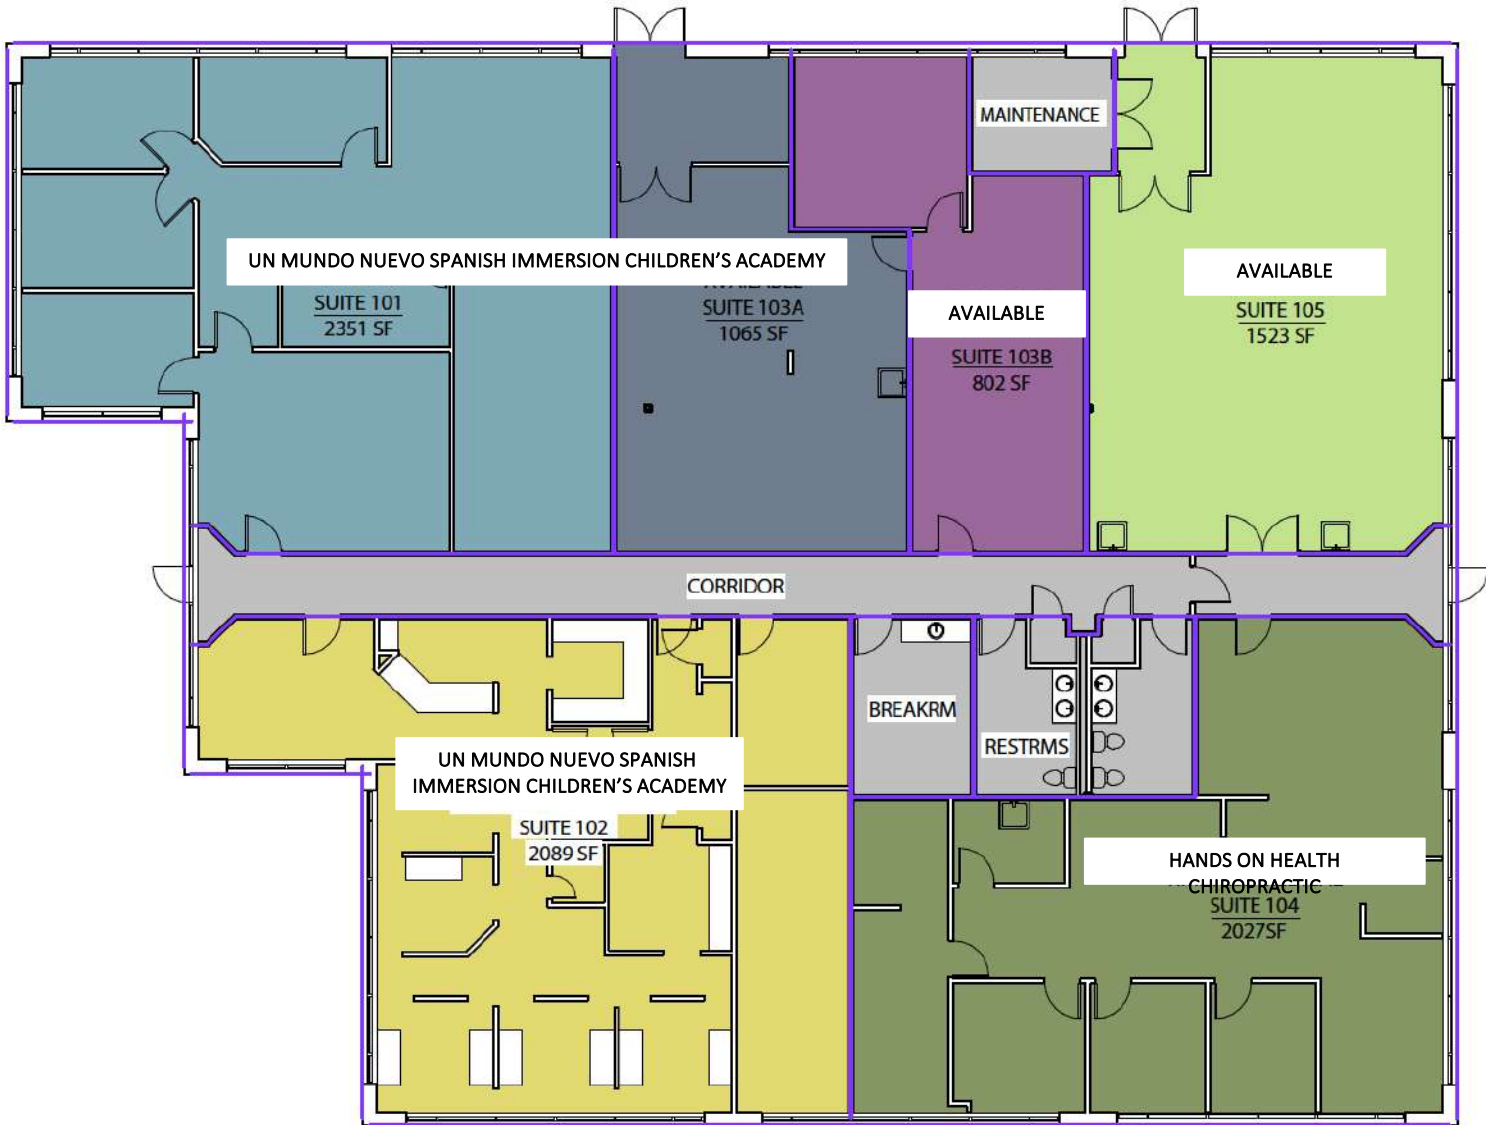 MAINTENANCE
UN MUNDO NUEVO SPANISH IMMERSION CHILDREN'S ACADEMY
SUITE 101
2351 SF
AVAILABLE
SUITE 103A
1065 SF
AVAILABLE
SUITE 103B
802 SF
AVAILABLE
SUITE 105
1523 SF
CORRIDOR
BREAKRM
RESTRMS
UN MUNDO NUEVO SPANISH
IMMERSION CHILDREN'S ACADEMY
SUITE 102
2089 SF
HANDS ON HEALTH
CHIROPRACTIC
SUITE 104
2027SF